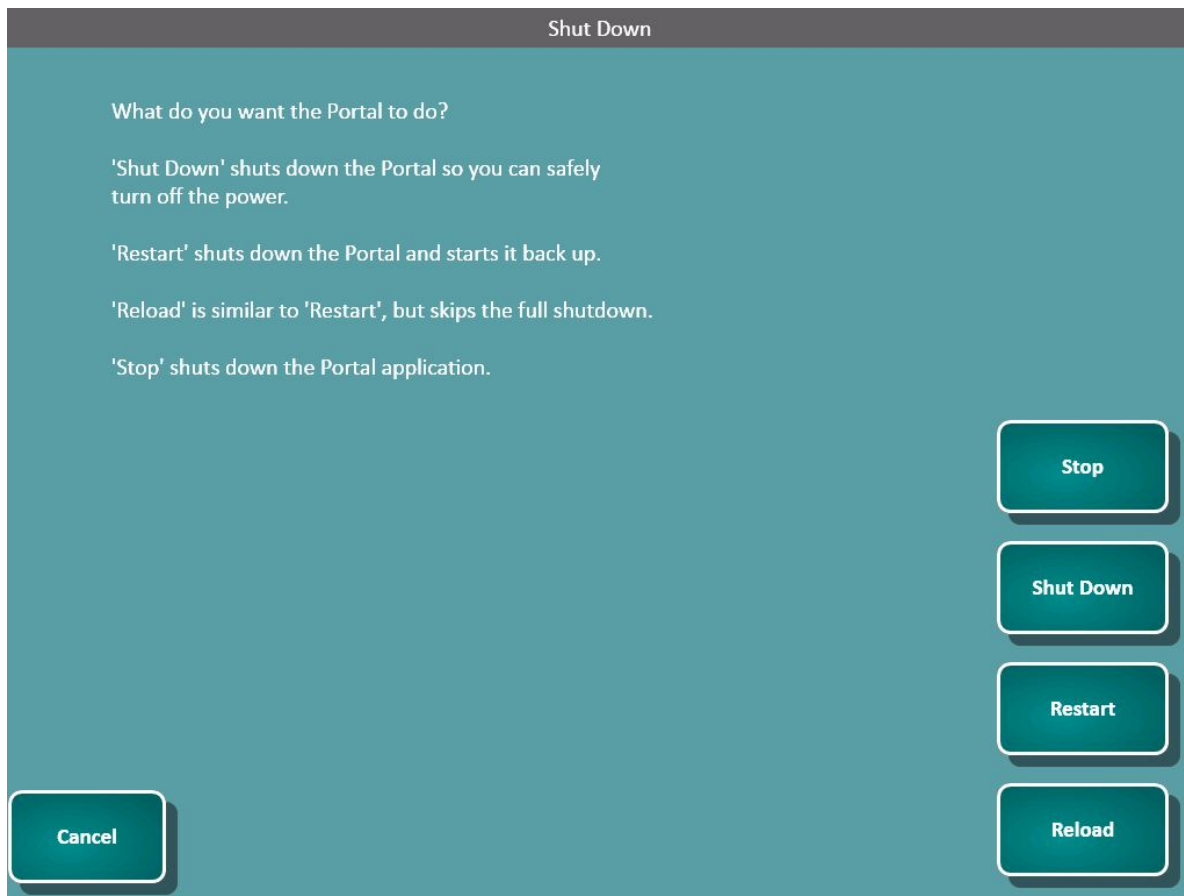 Shut Down
What do you want the Portal to do?
'Shut Down' shuts down the Portal so you can safely
turn off the power.
'Restart' shuts down the Portal and starts it back up.
'Reload' is similar to 'Restart', but skips the full shutdown.
'Stop' shuts down the Portal application.
Stop
Shut Down
Restart
Reload
Cancel